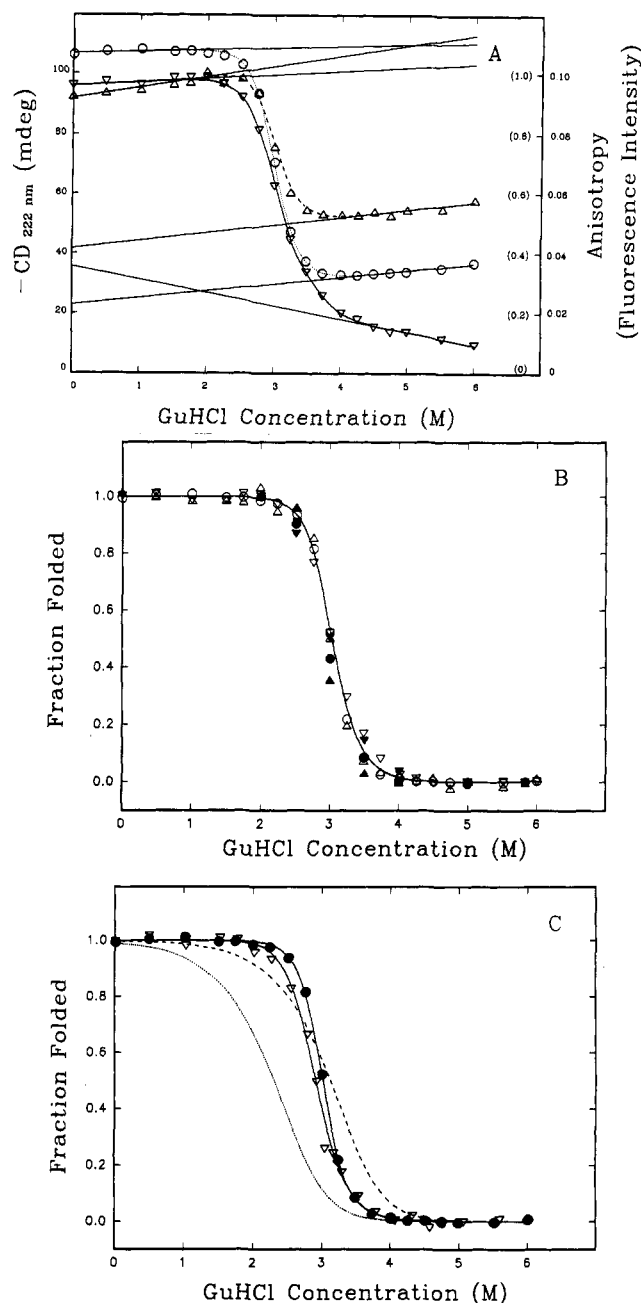 A
−CD 222 nm (mdeg)
100
80
60
40
20
0
(1.0)
(0.8)
(0.6)
(0.4)
(0.2)
(0)
0.10
0.08
0.06
0.04
0.02
0
Anisotropy
(Fluorescence Intensity)
0 1 2 3 4 5 6
GuHCl Concentration (M)
B
Fraction Folded
1.0
0.8
0.6
0.4
0.2
0.0
0 1 2 3 4 5 6
GuHCl Concentration (M)
C
Fraction Folded
1.0
0.8
0.6
0.4
0.2
0.0
0 1 2 3 4 5 6
GuHCl Concentration (M)